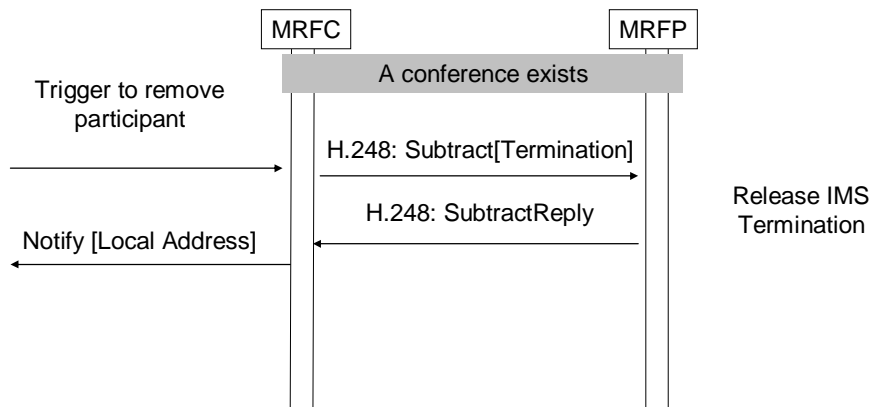 MRFC
MRFP
A conference exists
Trigger to remove
participant
H.248: Subtract[Termination]
H.248: SubtractReply
Release IMS
Termination
Notify [Local Address]